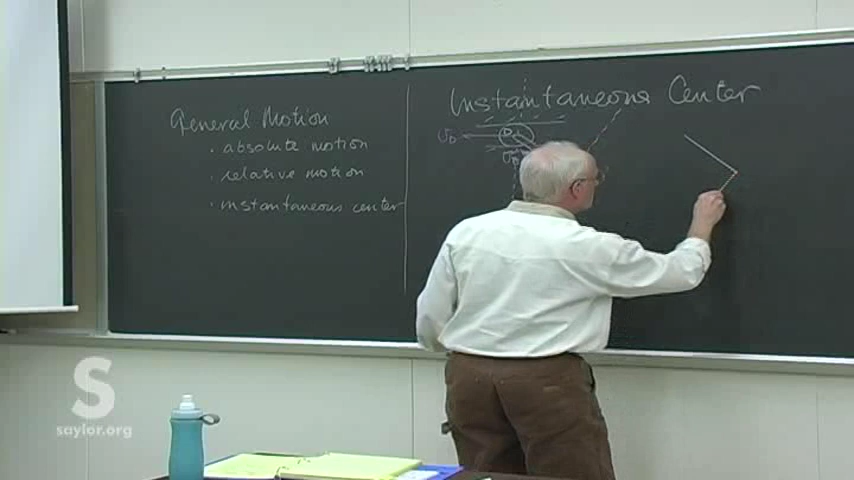 General Motion
· absolute motion
· relative motion
· instantaneous center
Instantaneous Center
D
S
saylor.org